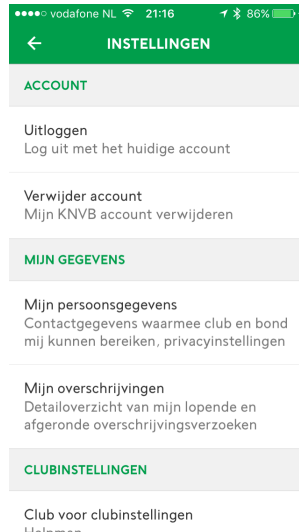 vodafone NL 21:16 86%
INSTELLINGEN
ACCOUNT
Uitloggen
Log uit met het huidige account
Verwijder account
Mijn KNVB account verwijderen
MIJN GEGEVENS
Mijn persoonsgegevens
Contactgegevens waarmee club en bond
mij kunnen bereiken, privacyinstellingen
Mijn overschrijvingen
Detailoverzicht van mijn lopende en
afgeronde overschrijvingsverzoeken
CLUBINSTELLINGEN
Club voor clubinstellingen